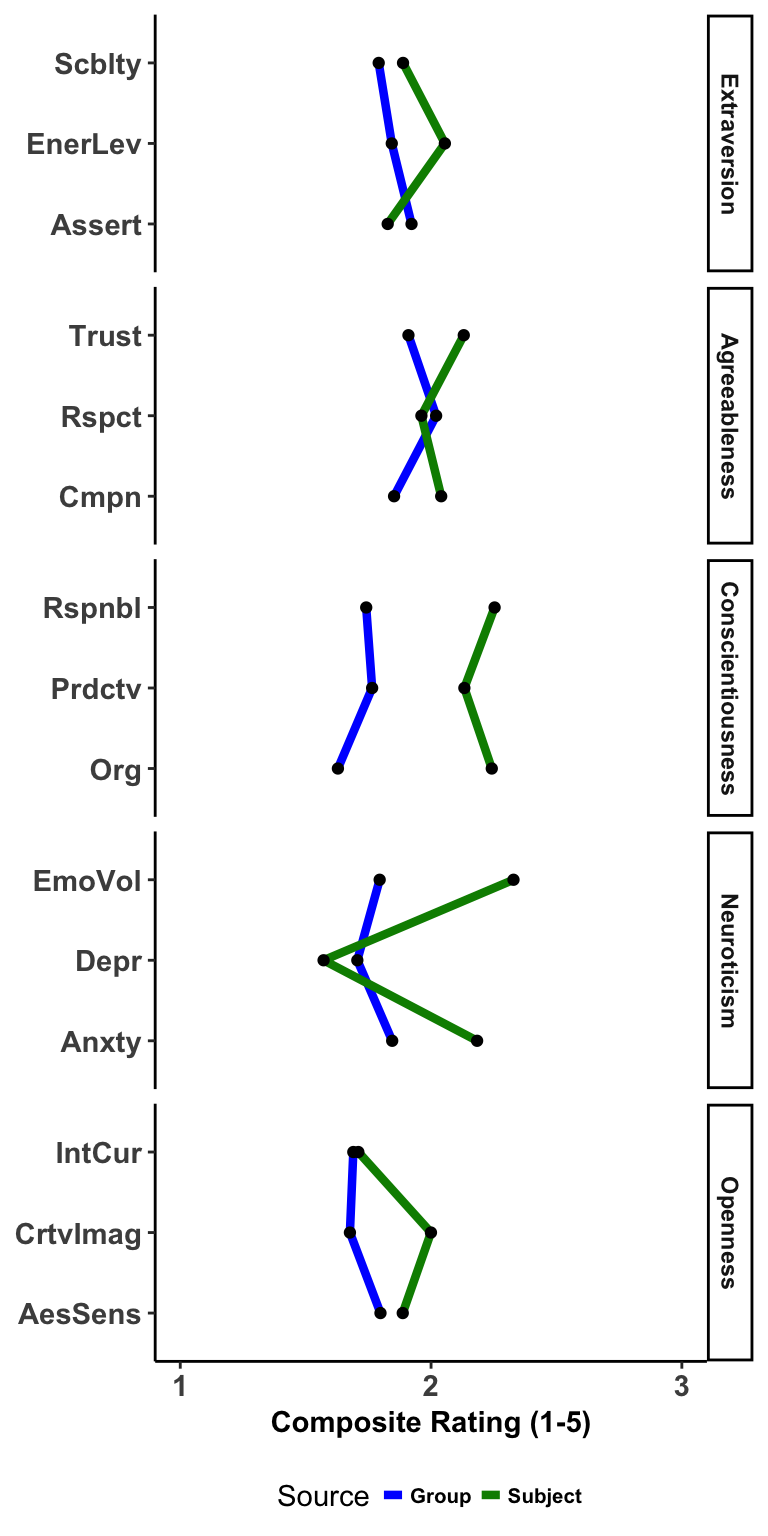 Scblty
EnerLev
Assert
Extraversion
Trust
Rspct
Cmpn
Agreeableness
Rspnbl
Prdctv
Org
Conscientiousness
EmoVol
Depr
Anxty
Neuroticism
IntCur
CrtvImag
AesSens
Openness
1 2 3
Composite Rating (1-5)
Source Group Subject